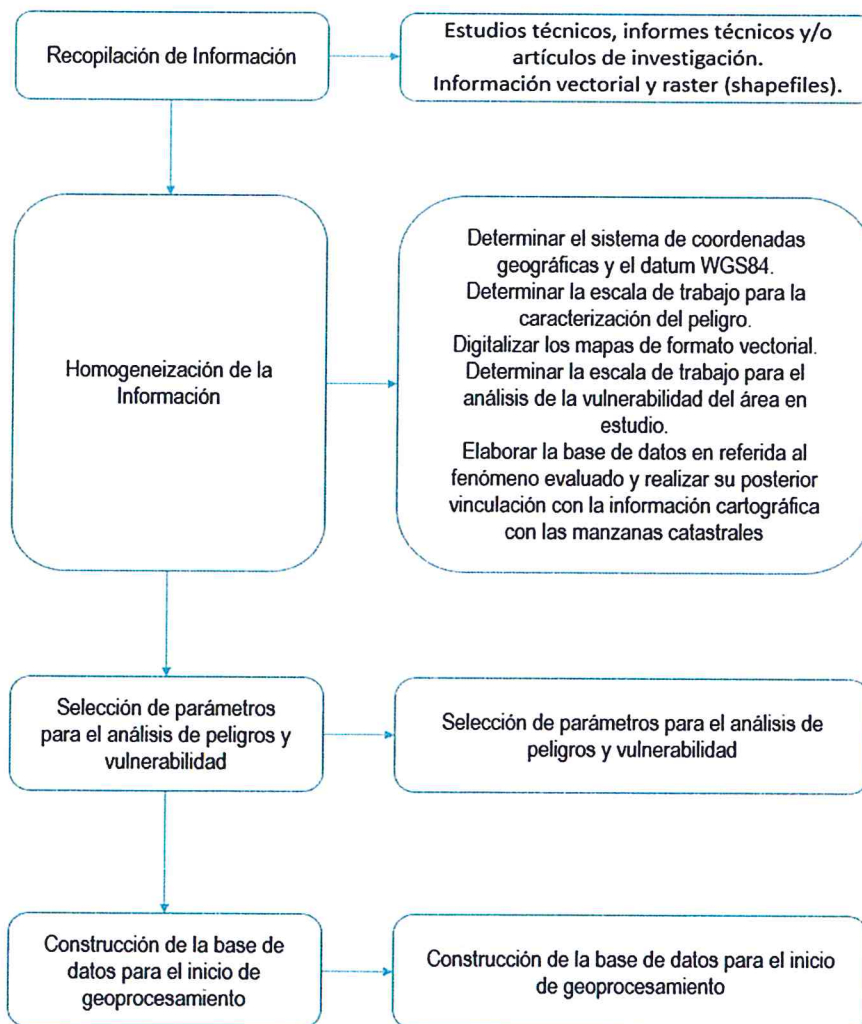 Recopilación de Información
Estudios técnicos, informes técnicos y/o
artículos de investigación.
Información vectorial y raster (shapefiles).
Homogeneización de la
Información
Determinar el sistema de coordenadas
geográficas y el datum WGS84.
Determinar la escala de trabajo para la
caracterización del peligro.
Digitalizar los mapas de formato vectorial.
Determinar la escala de trabajo para el
análisis de la vulnerabilidad del área en
estudio.
Elaborar la base de datos en referida al
fenómeno evaluado y realizar su posterior
vinculación con la información cartográfica
con las manzanas catastrales
Selección de parámetros
para el análisis de peligros y
vulnerabilidad
Selección de parámetros para el análisis de
peligros y vulnerabilidad
Construcción de la base de
datos para el inicio de
geoprocesamiento
Construcción de la base de datos para el inicio
de geoprocesamiento